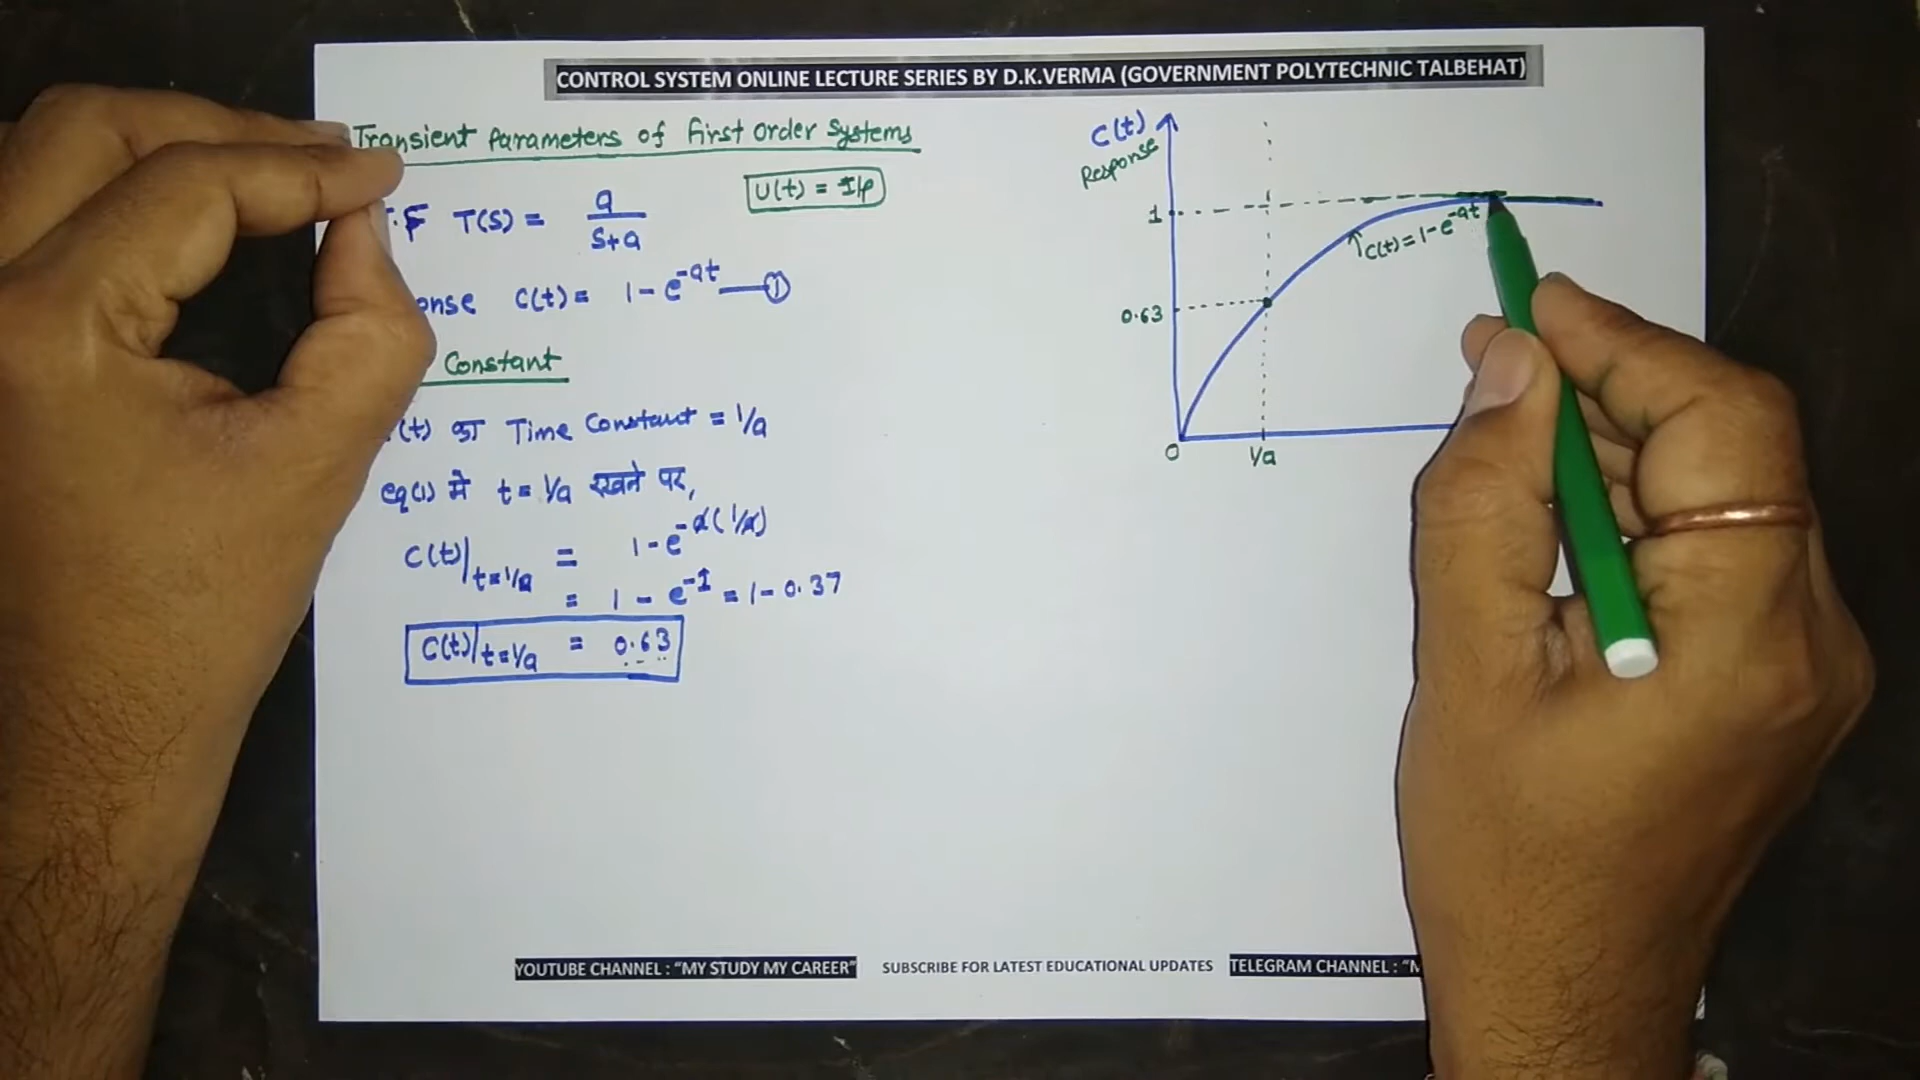 CONTROL SYSTEM ONLINE LECTURE SERIES BY D.K.VERMA (GOVERNMENT POLYTECHNIC TALBEHAT)
Transient Parameters of First Order Systems
U(t) = I/p
.F T(S) = a/(S+a)
onse C(t) = 1 - e^-at ——①
Constant
(t) का Time Constant = 1/a
eq(1) मे t = 1/a रखने पर,
C(t)|t=1/a = 1 - e^-a(1/a)
= 1 - e^-1 = 1 - 0.37
C(t)|t=1/a = 0.63
C(t)
Response
1
C(t) = 1 - e^-at
0.63
0
1/a
YOUTUBE CHANNEL : “MY STUDY MY CAREER” SUBSCRIBE FOR LATEST EDUCATIONAL UPDATES TELEGRAM CHANNEL : “M